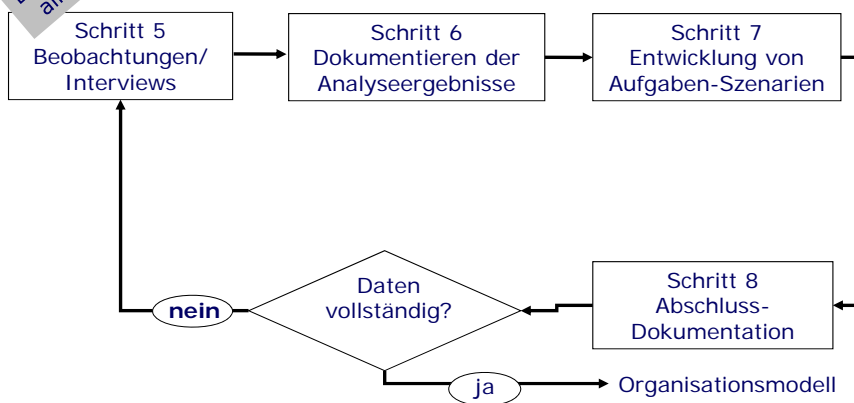 Schritt 5
Beobachtungen/
Interviews
Schritt 6
Dokumentieren der
Analyseergebnisse
Schritt 7
Entwicklung von
Aufgaben-Szenarien
Daten
vollständig?
nein
Schritt 8
Abschluss-
Dokumentation
ja
Organisationsmodell